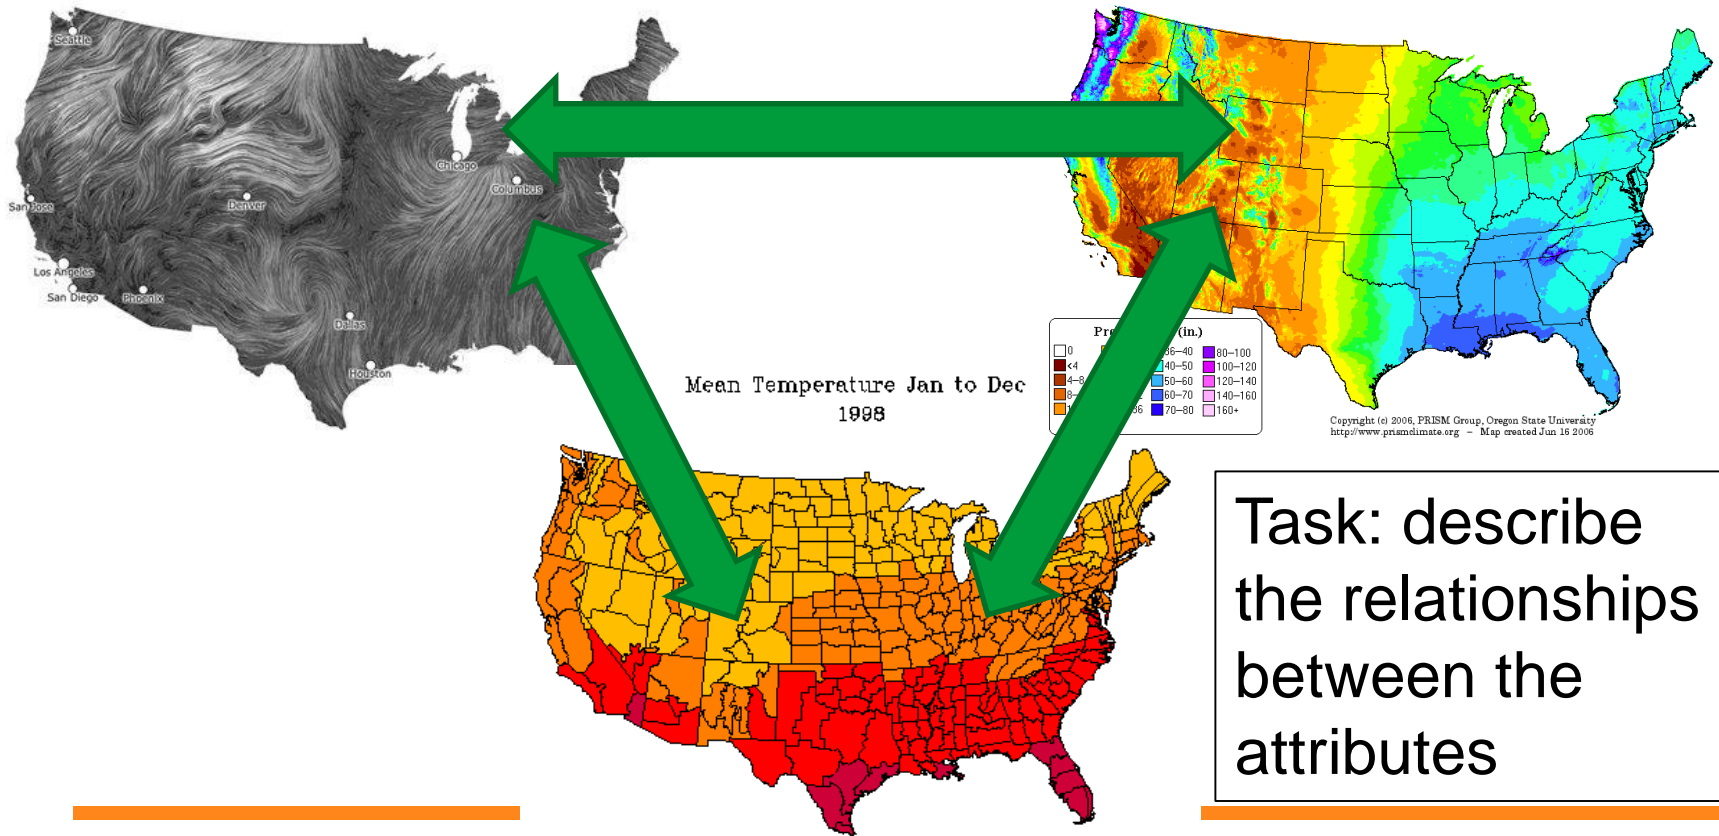 Seattle
Chicago
Columbus
San Jose
Denver
Los Angeles
San Diego
Phoenix
Dallas
Houston
(in.)
0
<4
4-8
36-40
40-50
50-60
60-70
70-80
80-100
100-120
120-140
140-160
160+
Copyright (c) 2006, PRISM Group, Oregon State University
http://www.prismclimate.org - Map created Jun 16 2006
Mean Temperature Jan to Dec
1998
Task: describe
the relationships
between the
attributes